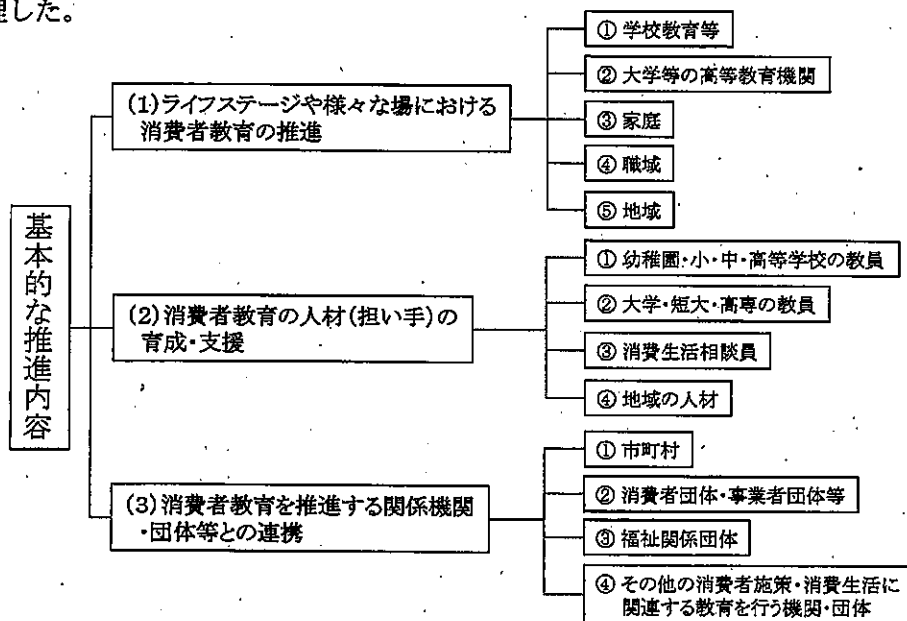 理した。
基本的な推進内容
(1)ライフステージや様々な場における
消費者教育の推進
① 学校教育等
② 大学等の高等教育機関
③ 家庭
④ 職域
⑤ 地域
(2)消費者教育の人材(担い手)の
育成・支援
① 幼稚園・小・中・高等学校の教員
② 大学・短大・高専の教員
③ 消費生活相談員
④ 地域の人材
(3)消費者教育を推進する関係機関
・団体等との連携
① 市町村
② 消費者団体・事業者団体等
③ 福祉関係団体
④ その他の消費者施策・消費生活に
関連する教育を行う機関・団体